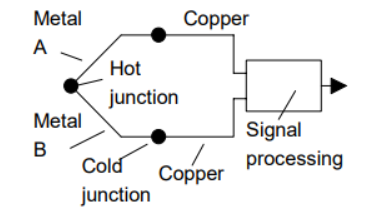 Metal
A
Copper
Hot
junction
Metal
B
Cold
junction
Copper
Signal
processing